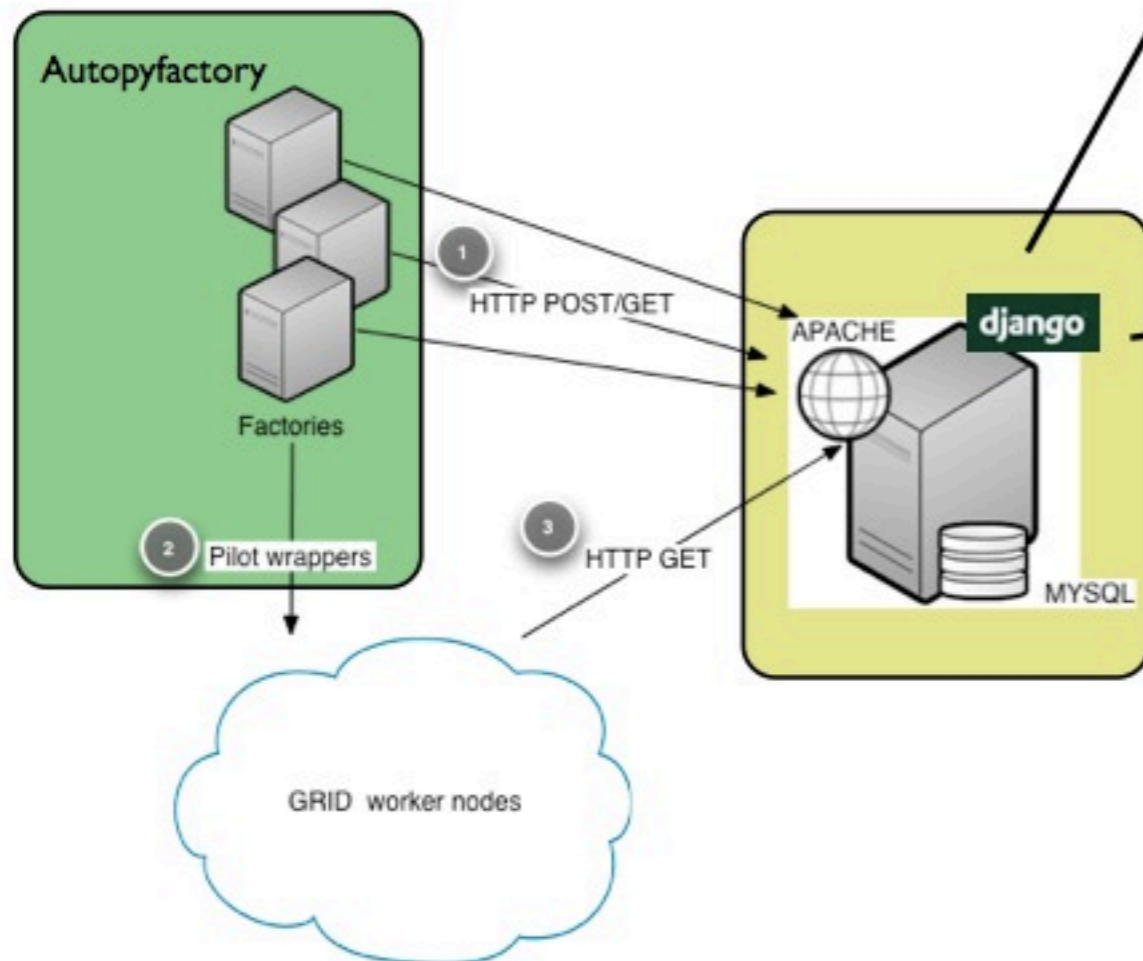 Autopyfactory
1
HTTP POST/GET
django
APACHE
Factories
3
2
Pilot wrappers
HTTP GET
MYSQL
GRID worker nodes